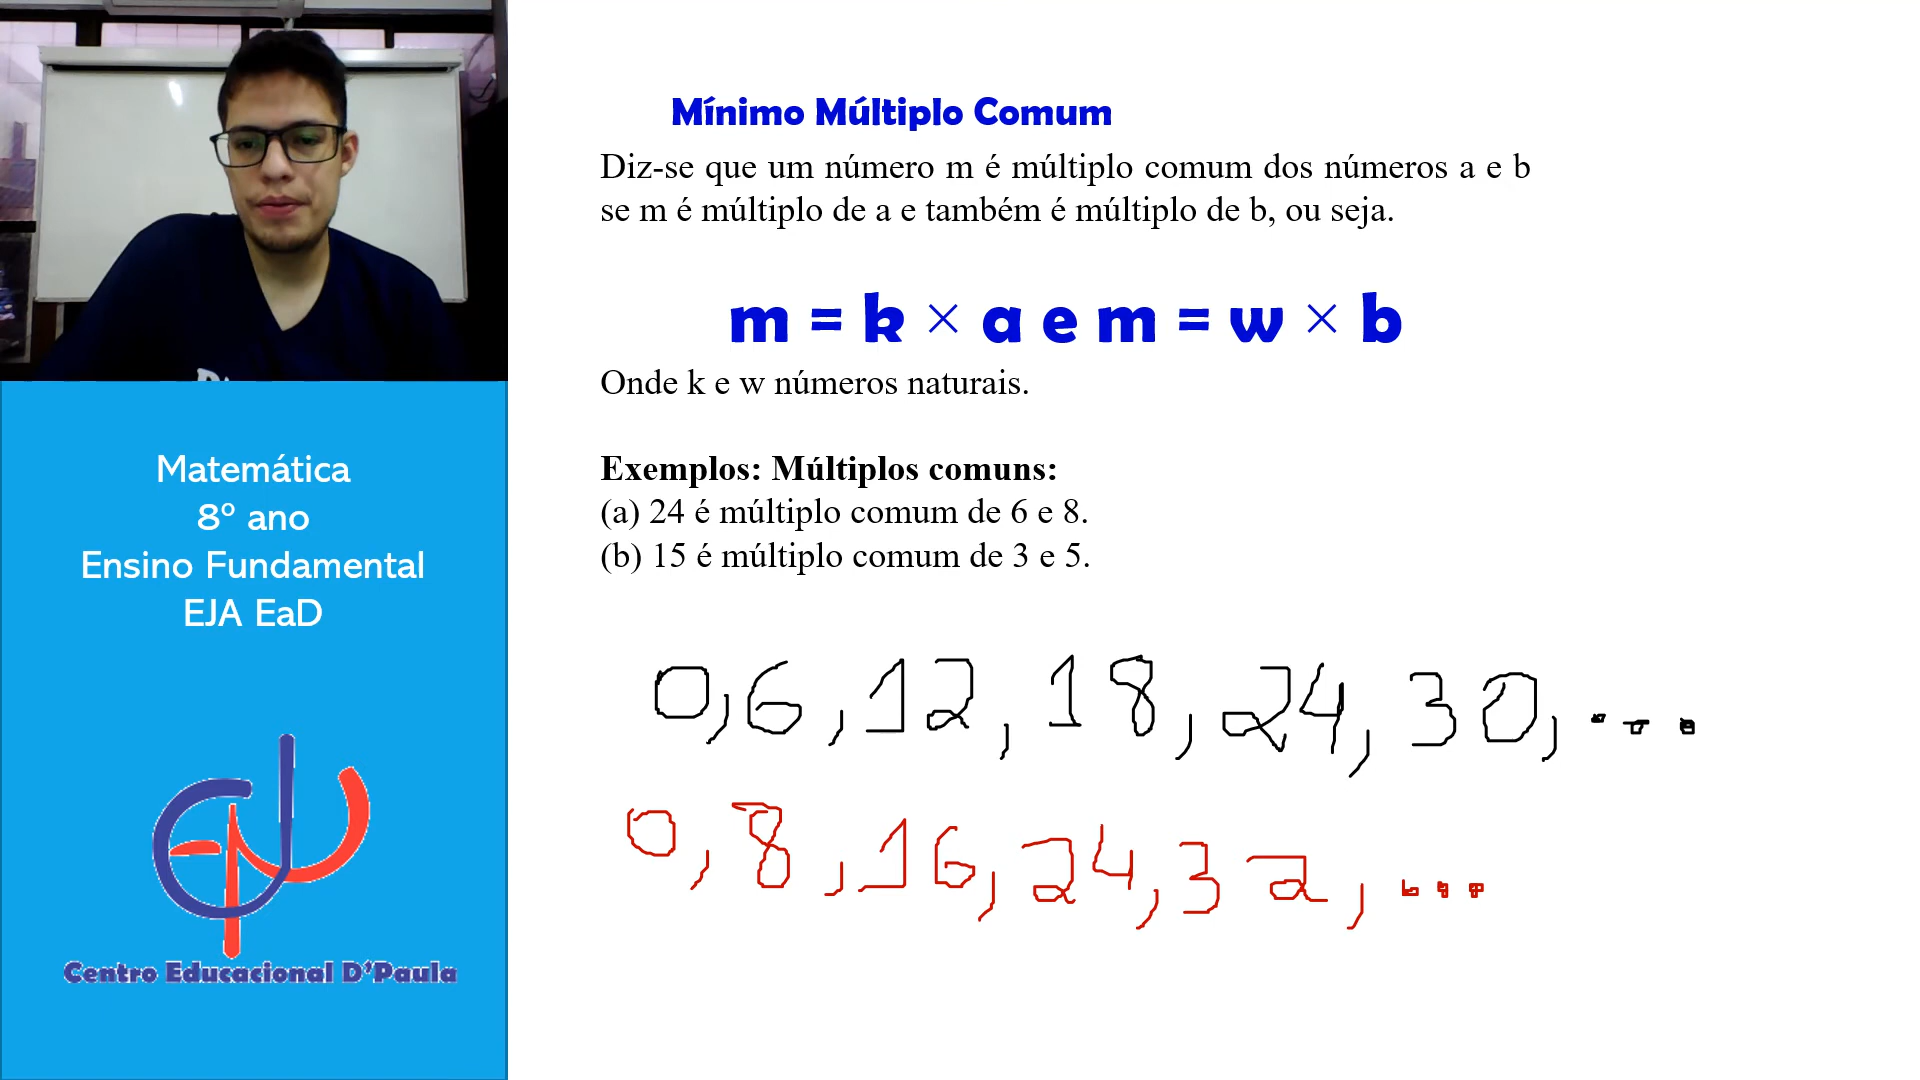 Mínimo Múltiplo Comum
Diz-se que um número m é múltiplo comum dos números a e b
se m é múltiplo de a e também é múltiplo de b, ou seja.
m = k × a e m = w × b
Onde k e w números naturais.
Exemplos: Múltiplos comuns:
(a) 24 é múltiplo comum de 6 e 8.
(b) 15 é múltiplo comum de 3 e 5.
0, 6, 12, 18, 24, 30, ...
0, 8, 16, 24, 32, ...
Matemática
8º ano
Ensino Fundamental
EJA EaD
Centro Educacional D'Paula